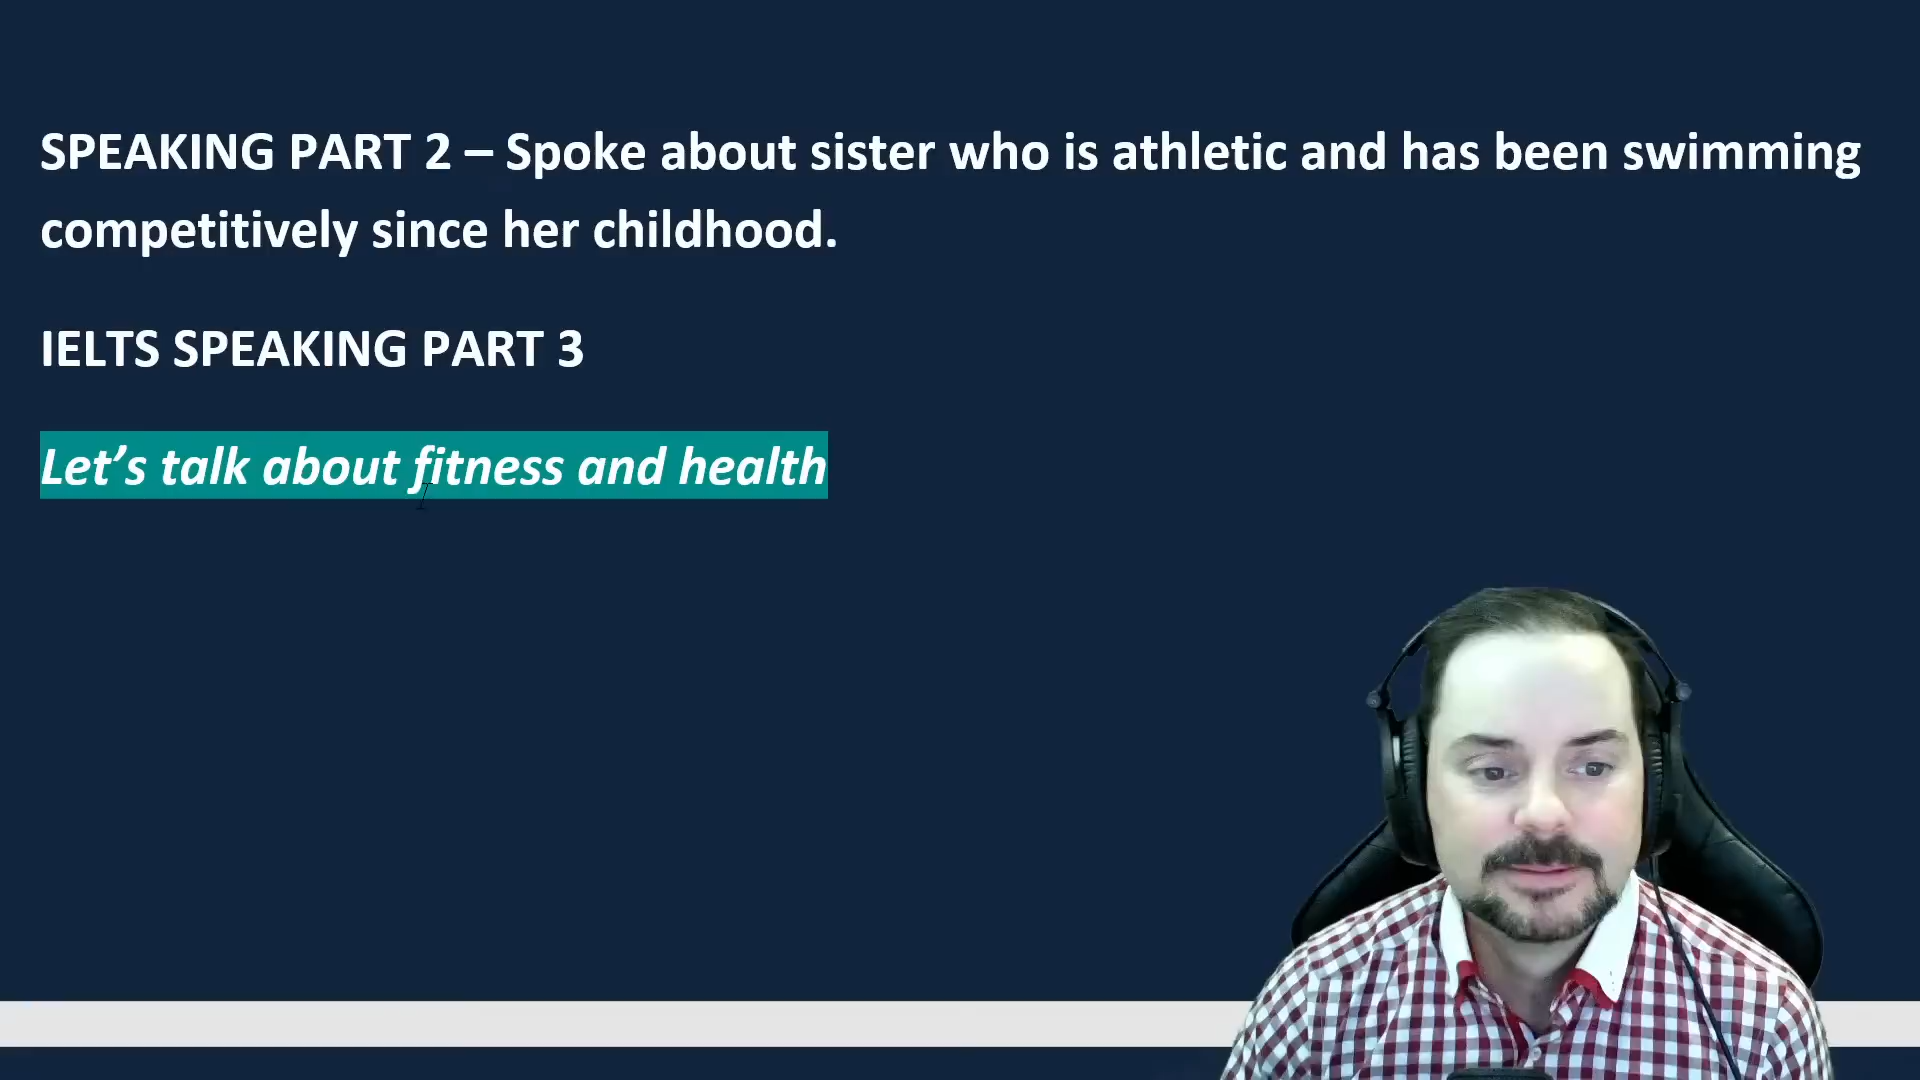 SPEAKING PART 2 – Spoke about sister who is athletic and has been swimming
competitively since her childhood.
IELTS SPEAKING PART 3
Let’s talk about fitness and health